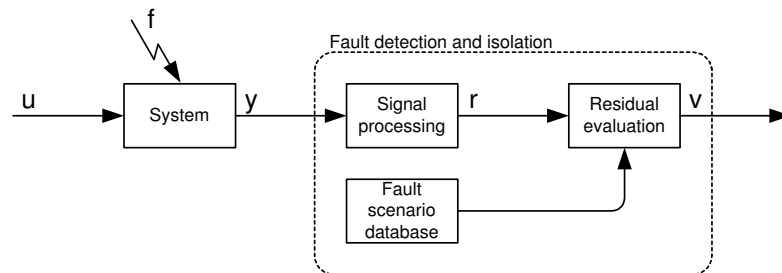 f
Fault detection and isolation
u
System
y
Signal
processing
r
Residual
evaluation
v
Fault
scenario
database